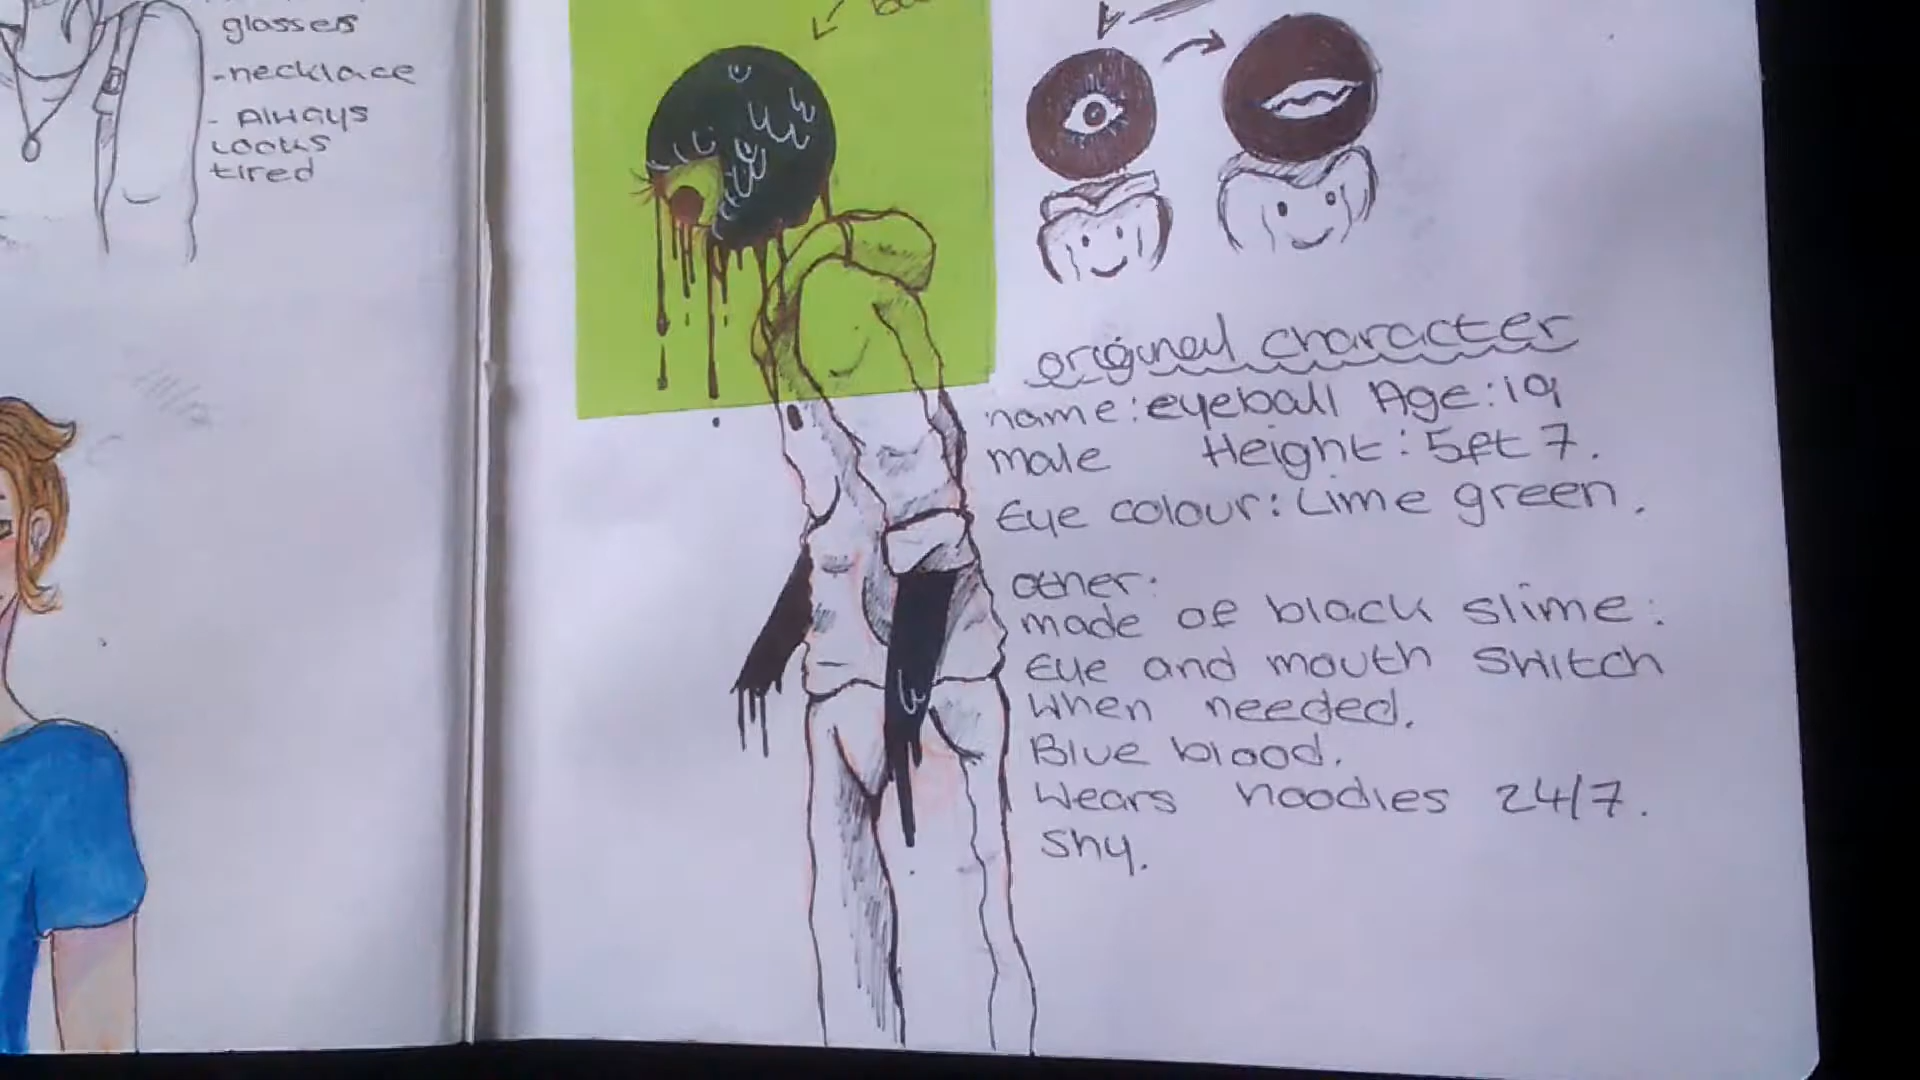 glasses
-necklace
- Always
looks
tired
original character
name: eyeball Age: 19
male Height: 5ft 7.
Eye colour: Lime green.
other:
made of black slime:
Eye and mouth switch
when needed.
Blue blood.
Wears hoodies 24/7.
shy.